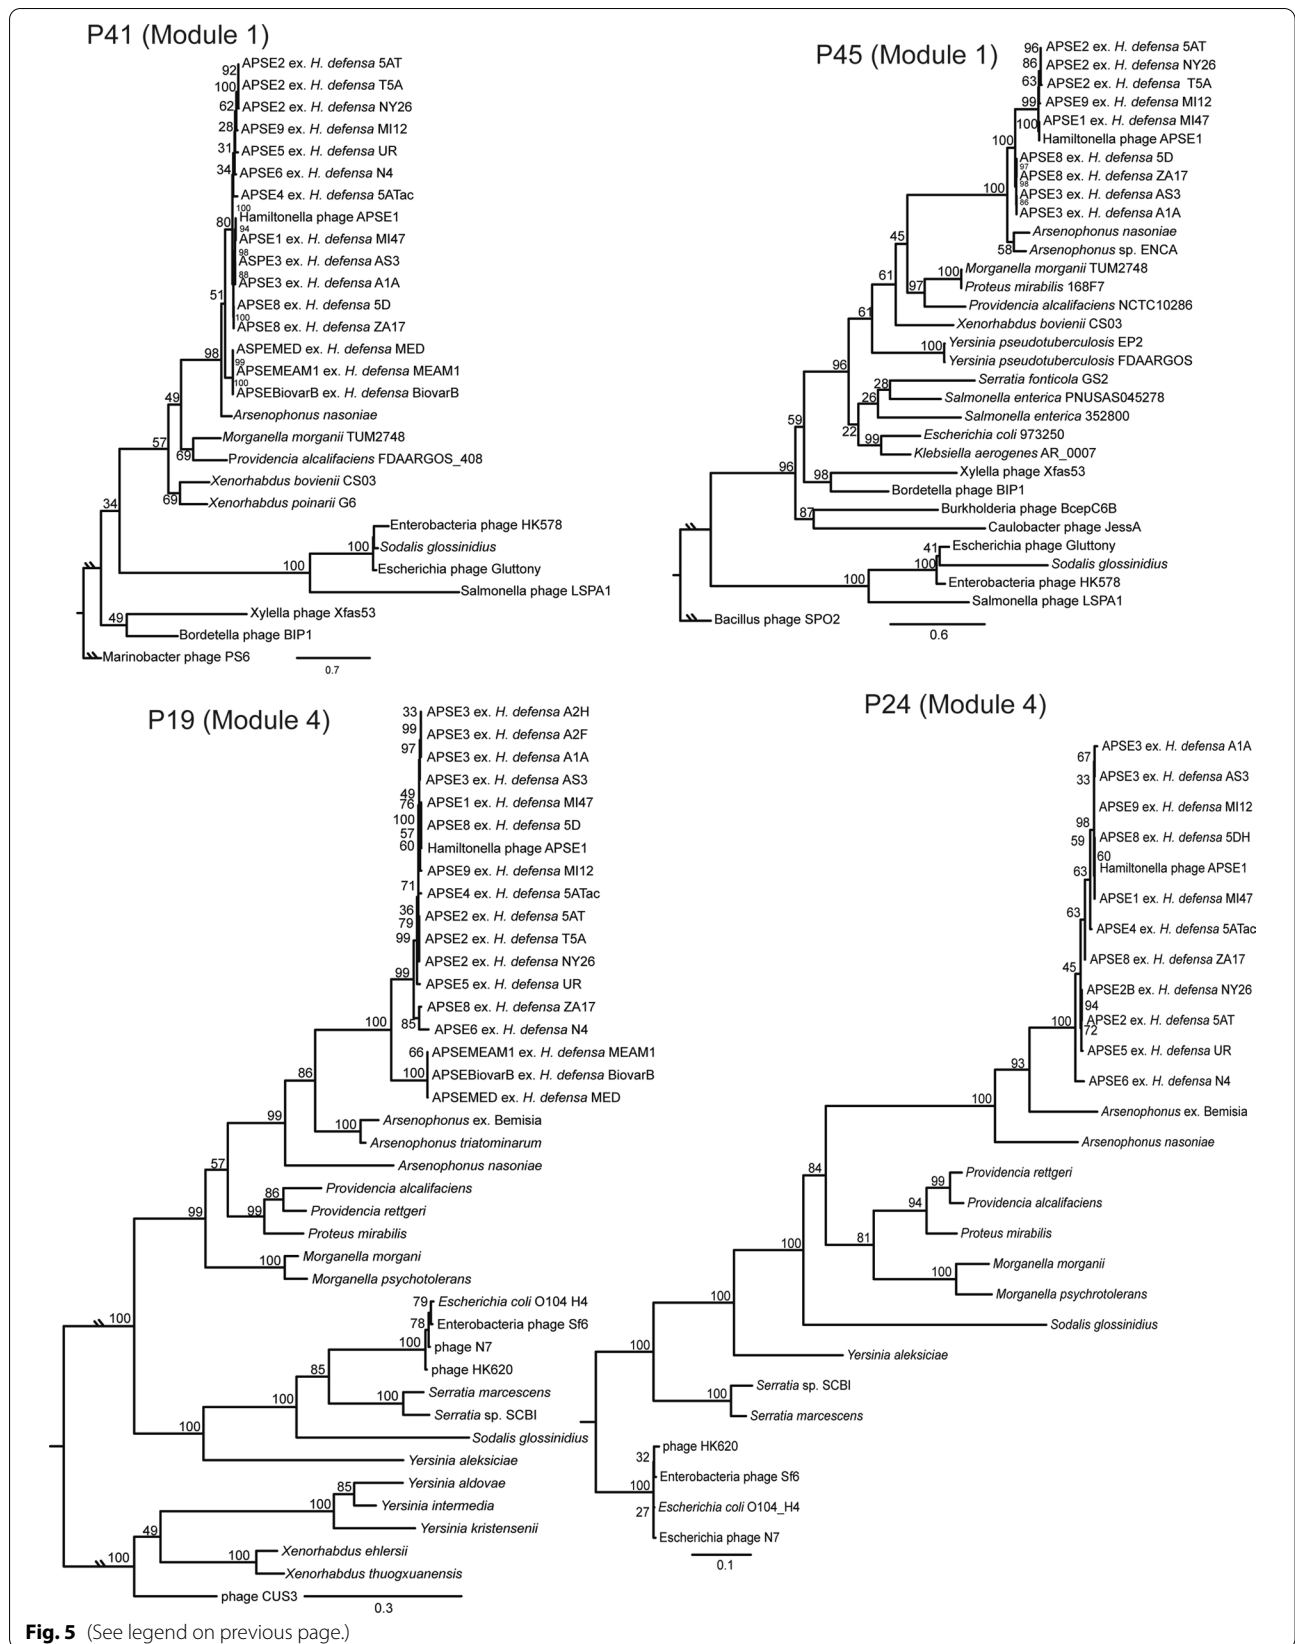 P41 (Module 1)
92
APSE2 ex. H. defensa 5AT
100
APSE2 ex. H. defensa T5A
62
APSE2 ex. H. defensa NY26
28
APSE9 ex. H. defensa MI12
31
APSE5 ex. H. defensa UR
34
APSE6 ex. H. defensa N4
APSE4 ex. H. defensa 5ATac
100
80
Hamiltonella phage APSE1
94
APSE1 ex. H. defensa MI47
98
ASPE3 ex. H. defensa AS3
88
APSE3 ex. H. defensa A1A
51
APSE8 ex. H. defensa 5D
100
APSE8 ex. H. defensa ZA17
98
ASPEMED ex. H. defensa MED
99
APSEMEAM1 ex. H. defensa MEAM1
100
APSEBiovarB ex. H. defensa BiovarB
49
Arsenophonus nasoniae
57
Morganella morganii TUM2748
69
Providencia alcalifaciens FDAARGOS_408
Xenorhabdus bovienii CS03
69
Xenorhabdus poinarii G6
34
Enterobacteria phage HK578
100
Sodalis glossinidius
100
Escherichia phage Gluttony
Salmonella phage LSPA1
49
Xylella phage Xfas53
Bordetella phage BIP1
Marinobacter phage PS6
0.7
P45 (Module 1)
96
APSE2 ex. H. defensa 5AT
86
APSE2 ex. H. defensa NY26
63
APSE2 ex. H. defensa T5A
99
APSE9 ex. H. defensa MI12
100
APSE1 ex. H. defensa MI47
100
Hamiltonella phage APSE1
APSE8 ex. H. defensa 5D
97
APSE8 ex. H. defensa ZA17
98
100
APSE3 ex. H. defensa AS3
86
APSE3 ex. H. defensa A1A
45
Arsenophonus nasoniae
58
Arsenophonus sp. ENCA
61
100
Morganella morganii TUM2748
97
Proteus mirabilis 168F7
Providencia alcalifaciens NCTC10286
61
Xenorhabdus bovienii CS03
100
Yersinia pseudotuberculosis EP2
96
Yersinia pseudotuberculosis FDAARGOS
28
Serratia fonticola GS2
26
Salmonella enterica PNUSAS045278
59
Salmonella enterica 352800
22
99
Escherichia coli 973250
Klebsiella aerogenes AR_0007
96
98
Xylella phage Xfas53
Bordetella phage BIP1
87
Burkholderia phage BcepC6B
Caulobacter phage JessA
41
Escherichia phage Gluttony
100
Sodalis glossinidius
100
Enterobacteria phage HK578
Salmonella phage LSPA1
Bacillus phage SPO2
0.6
P19 (Module 4)
33
APSE3 ex. H. defensa A2H
99
APSE3 ex. H. defensa A2F
97
APSE3 ex. H. defensa A1A
APSE3 ex. H. defensa AS3
49
76
APSE1 ex. H. defensa MI47
100
APSE8 ex. H. defensa 5D
57
60
Hamiltonella phage APSE1
APSE9 ex. H. defensa MI12
71
APSE4 ex. H. defensa 5ATac
36
APSE2 ex. H. defensa 5AT
79
99
APSE2 ex. H. defensa T5A
APSE2 ex. H. defensa NY26
99
APSE5 ex. H. defensa UR
APSE8 ex. H. defensa ZA17
100
85
APSE6 ex. H. defensa N4
66
APSEMEAM1 ex. H. defensa MEAM1
86
100
APSEBiovarB ex. H. defensa BiovarB
APSEMED ex. H. defensa MED
99
100
Arsenophonus ex. Bemisia
Arsenophonus triatominarum
57
Arsenophonus nasoniae
86
Providencia alcalifaciens
99
99
Providencia rettgeri
Proteus mirabilis
100
Morganella morgani
Morganella psychotolerans
100
79
Escherichia coli O104 H4
78
Enterobacteria phage Sf6
100
phage N7
85
phage HK620
100
100
Serratia marcescens
Serratia sp. SCBI
100
Sodalis glossinidius
Yersinia aleksiciae
85
Yersinia aldovae
100
Yersinia intermedia
49
Yersinia kristensenii
100
100
Xenorhabdus ehlersii
Xenorhabdus thuogxuanensis
phage CUS3
0.3
P24 (Module 4)
APSE3 ex. H. defensa A1A
67
33
APSE3 ex. H. defensa AS3
APSE9 ex. H. defensa MI12
98
59
APSE8 ex. H. defensa 5DH
60
63
Hamiltonella phage APSE1
APSE1 ex. H. defensa MI47
63
APSE4 ex. H. defensa 5ATac
45
APSE8 ex. H. defensa ZA17
APSE2B ex. H. defensa NY26
94
100
APSE2 ex. H. defensa 5AT
72
APSE5 ex. H. defensa UR
93
APSE6 ex. H. defensa N4
100
Arsenophonus ex. Bemisia
Arsenophonus nasoniae
84
99
Providencia rettgeri
94
Providencia alcalifaciens
81
Proteus mirabilis
100
100
Morganella morganii
Morganella psychrotolerans
100
Sodalis glossinidius
100
Yersinia aleksiciae
100
Serratia sp. SCBI
Serratia marcescens
phage HK620
32
100
Enterobacteria phage Sf6
27
Escherichia coli O104_H4
Escherichia phage N7
0.1
Fig. 5 (See legend on previous page.)